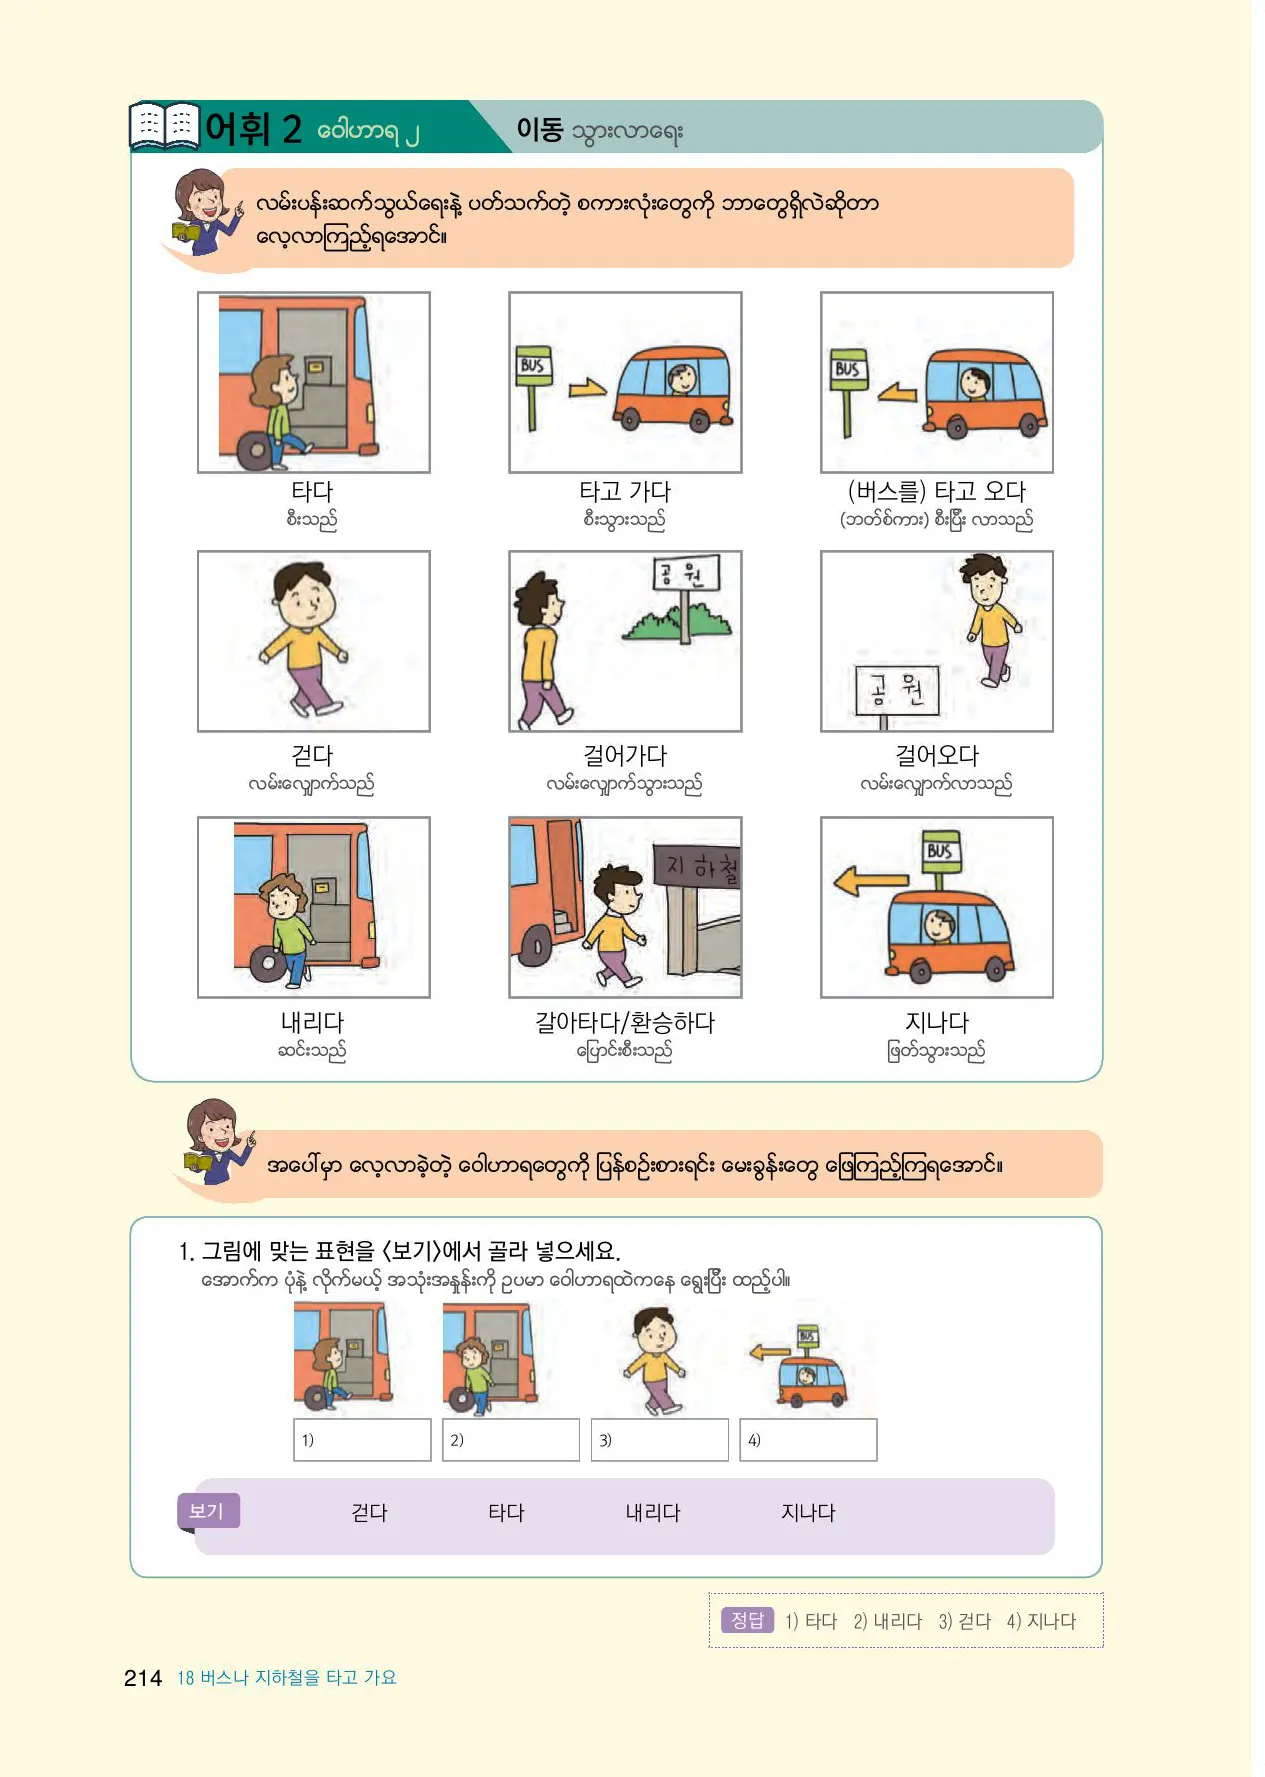 어휘 2 ဝေါဟာရ ၂ 이동 သွားလာရေး
လမ်းပန်းဆက်သွယ်ရေးနဲ့ ပတ်သက်တဲ့ စကားလုံးတွေကို ဘာတွေရှိလဲဆိုတာ
လေ့လာကြည့်ရအောင်။
BUS BUS
타다 타고 가다 (버스를) 타고 오다
စီးသည် စီးသွားသည် (ဘတ်စ်ကား) စီးပြီး လာသည်
공원 공원
걷다 걸어가다 걸어오다
လမ်းလျှောက်သည် လမ်းလျှောက်သွားသည် လမ်းလျှောက်လာသည်
지하철 BUS
내리다 갈아타다/환승하다 지나다
ဆင်းသည် ပြောင်းစီးသည် ဖြတ်သွားသည်
အပေါ်မှာ လေ့လာခဲ့တဲ့ ဝေါဟာရတွေကို ပြန်စဉ်းစားရင်း မေးခွန်းတွေ ဖြေကြည့်ကြရအောင်။
1. 그림에 맞는 표현을 〈보기〉에서 골라 넣으세요.
အောက်က ပုံနဲ့ လိုက်မယ့် အသုံးအနှုန်းကို ဥပမာ ဝေါဟာရထဲကနေ ရွေးပြီး ထည့်ပါ။
BUS
1) 2) 3) 4)
보기 걷다 타다 내리다 지나다
정답 1) 타다 2) 내리다 3) 걷다 4) 지나다
214 18 버스나 지하철을 타고 가요